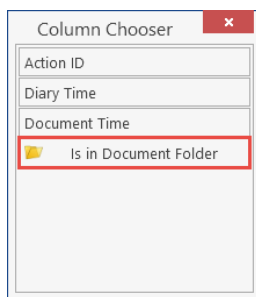 Column Chooser
Action ID
Diary Time
Document Time
Is in Document Folder